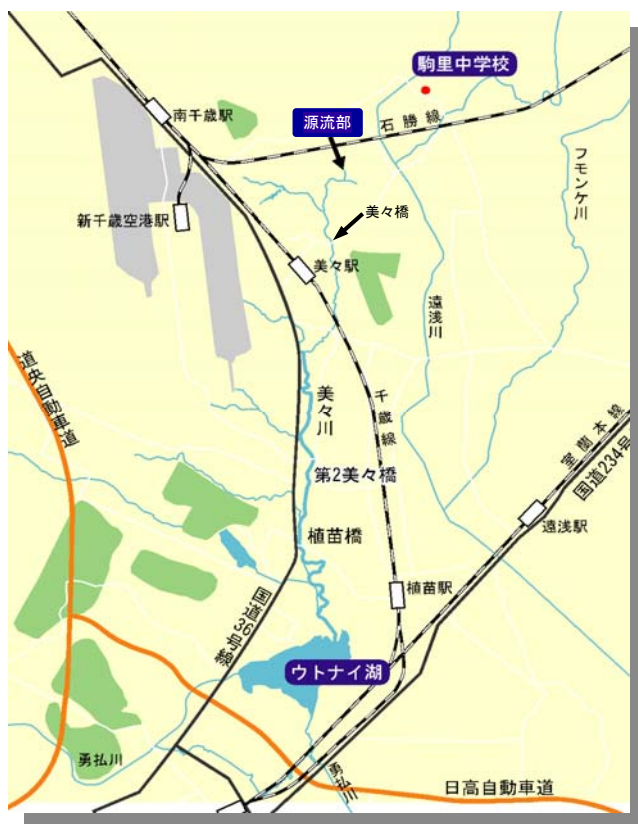 駒里中学校
南千歳駅
源流部
石勝線
フモンケ川
美々橋
新千歳空港駅
美々駅
遠浅川
道央自動車道
美々川
千歳線
室蘭本線
国道234号
第2美々橋
遠浅駅
植苗橋
植苗駅
国道36号線
ウトナイ湖
勇払川
勇払川
日高自動車道